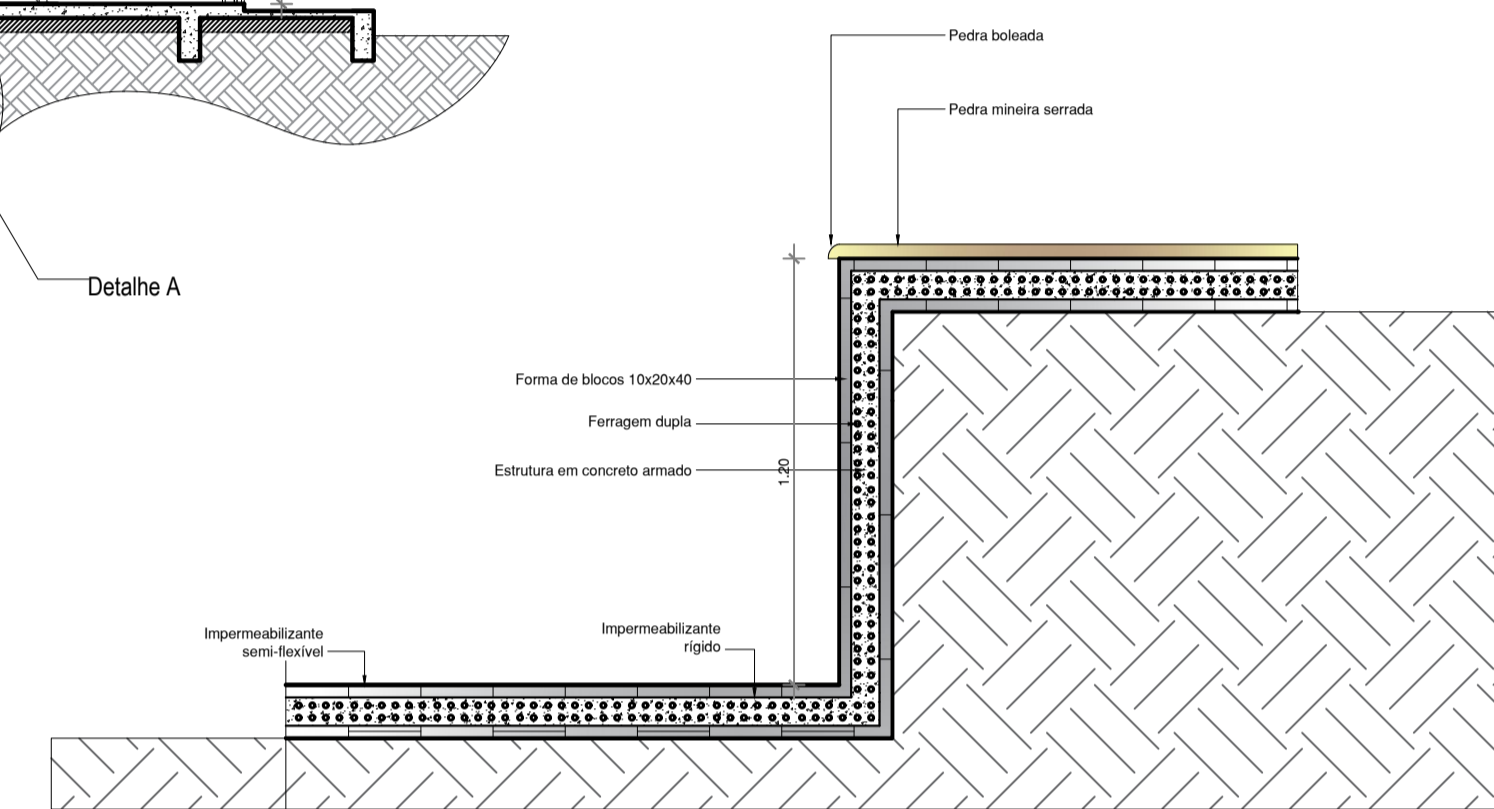 Pedra boleada
Pedra mineira serrada
Detalhe A
Forma de blocos 10x20x40
Ferragem dupla
Estrutura em concreto armado
1.20
Impermeabilizante
semi-flexível
Impermeabilizante
rígido